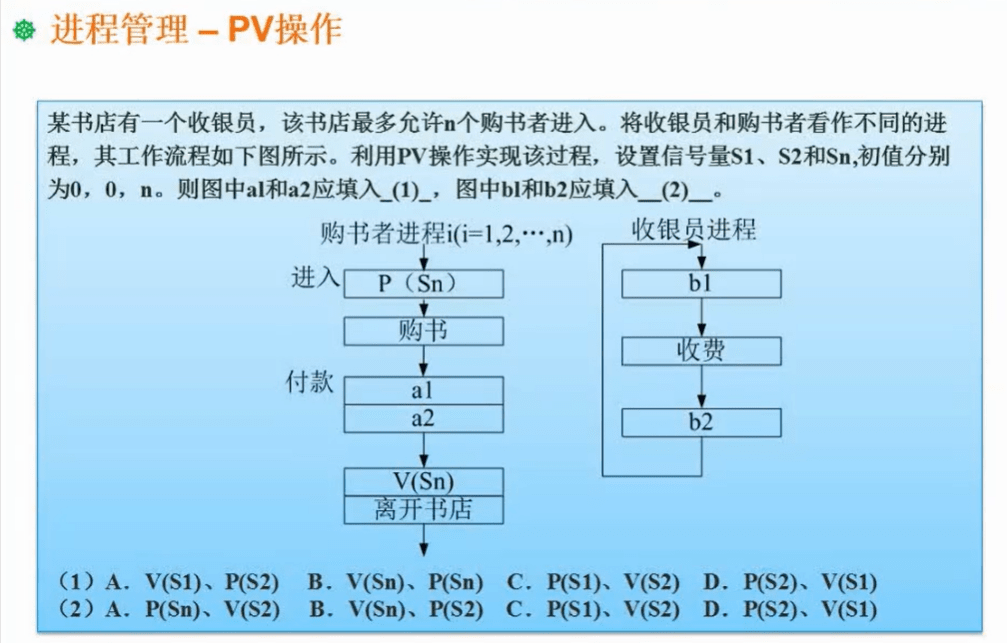 进程管理 – PV操作
某书店有一个收银员，该书店最多允许n个购书者进入。将收银员和购书者看作不同的进
程，其工作流程如下图所示。利用PV操作实现该过程，设置信号量S1、S2和Sn,初值分别
为0，0，n。则图中a1和a2应填入_(1)_，图中b1和b2应填入__(2)__。
购书者进程i(i=1,2,⋯,n)
进入
P（Sn）
购书
付款
a1
a2
V(Sn)
离开书店
收银员进程
b1
收费
b2
（1）A．V(S1)、P(S2) B．V(Sn)、P(Sn) C．P(S1)、V(S2) D．P(S2)、V(S1)
（2）A．P(Sn)、V(S2) B．V(Sn)、P(S2) C．P(S1)、V(S2) D．P(S2)、V(S1)